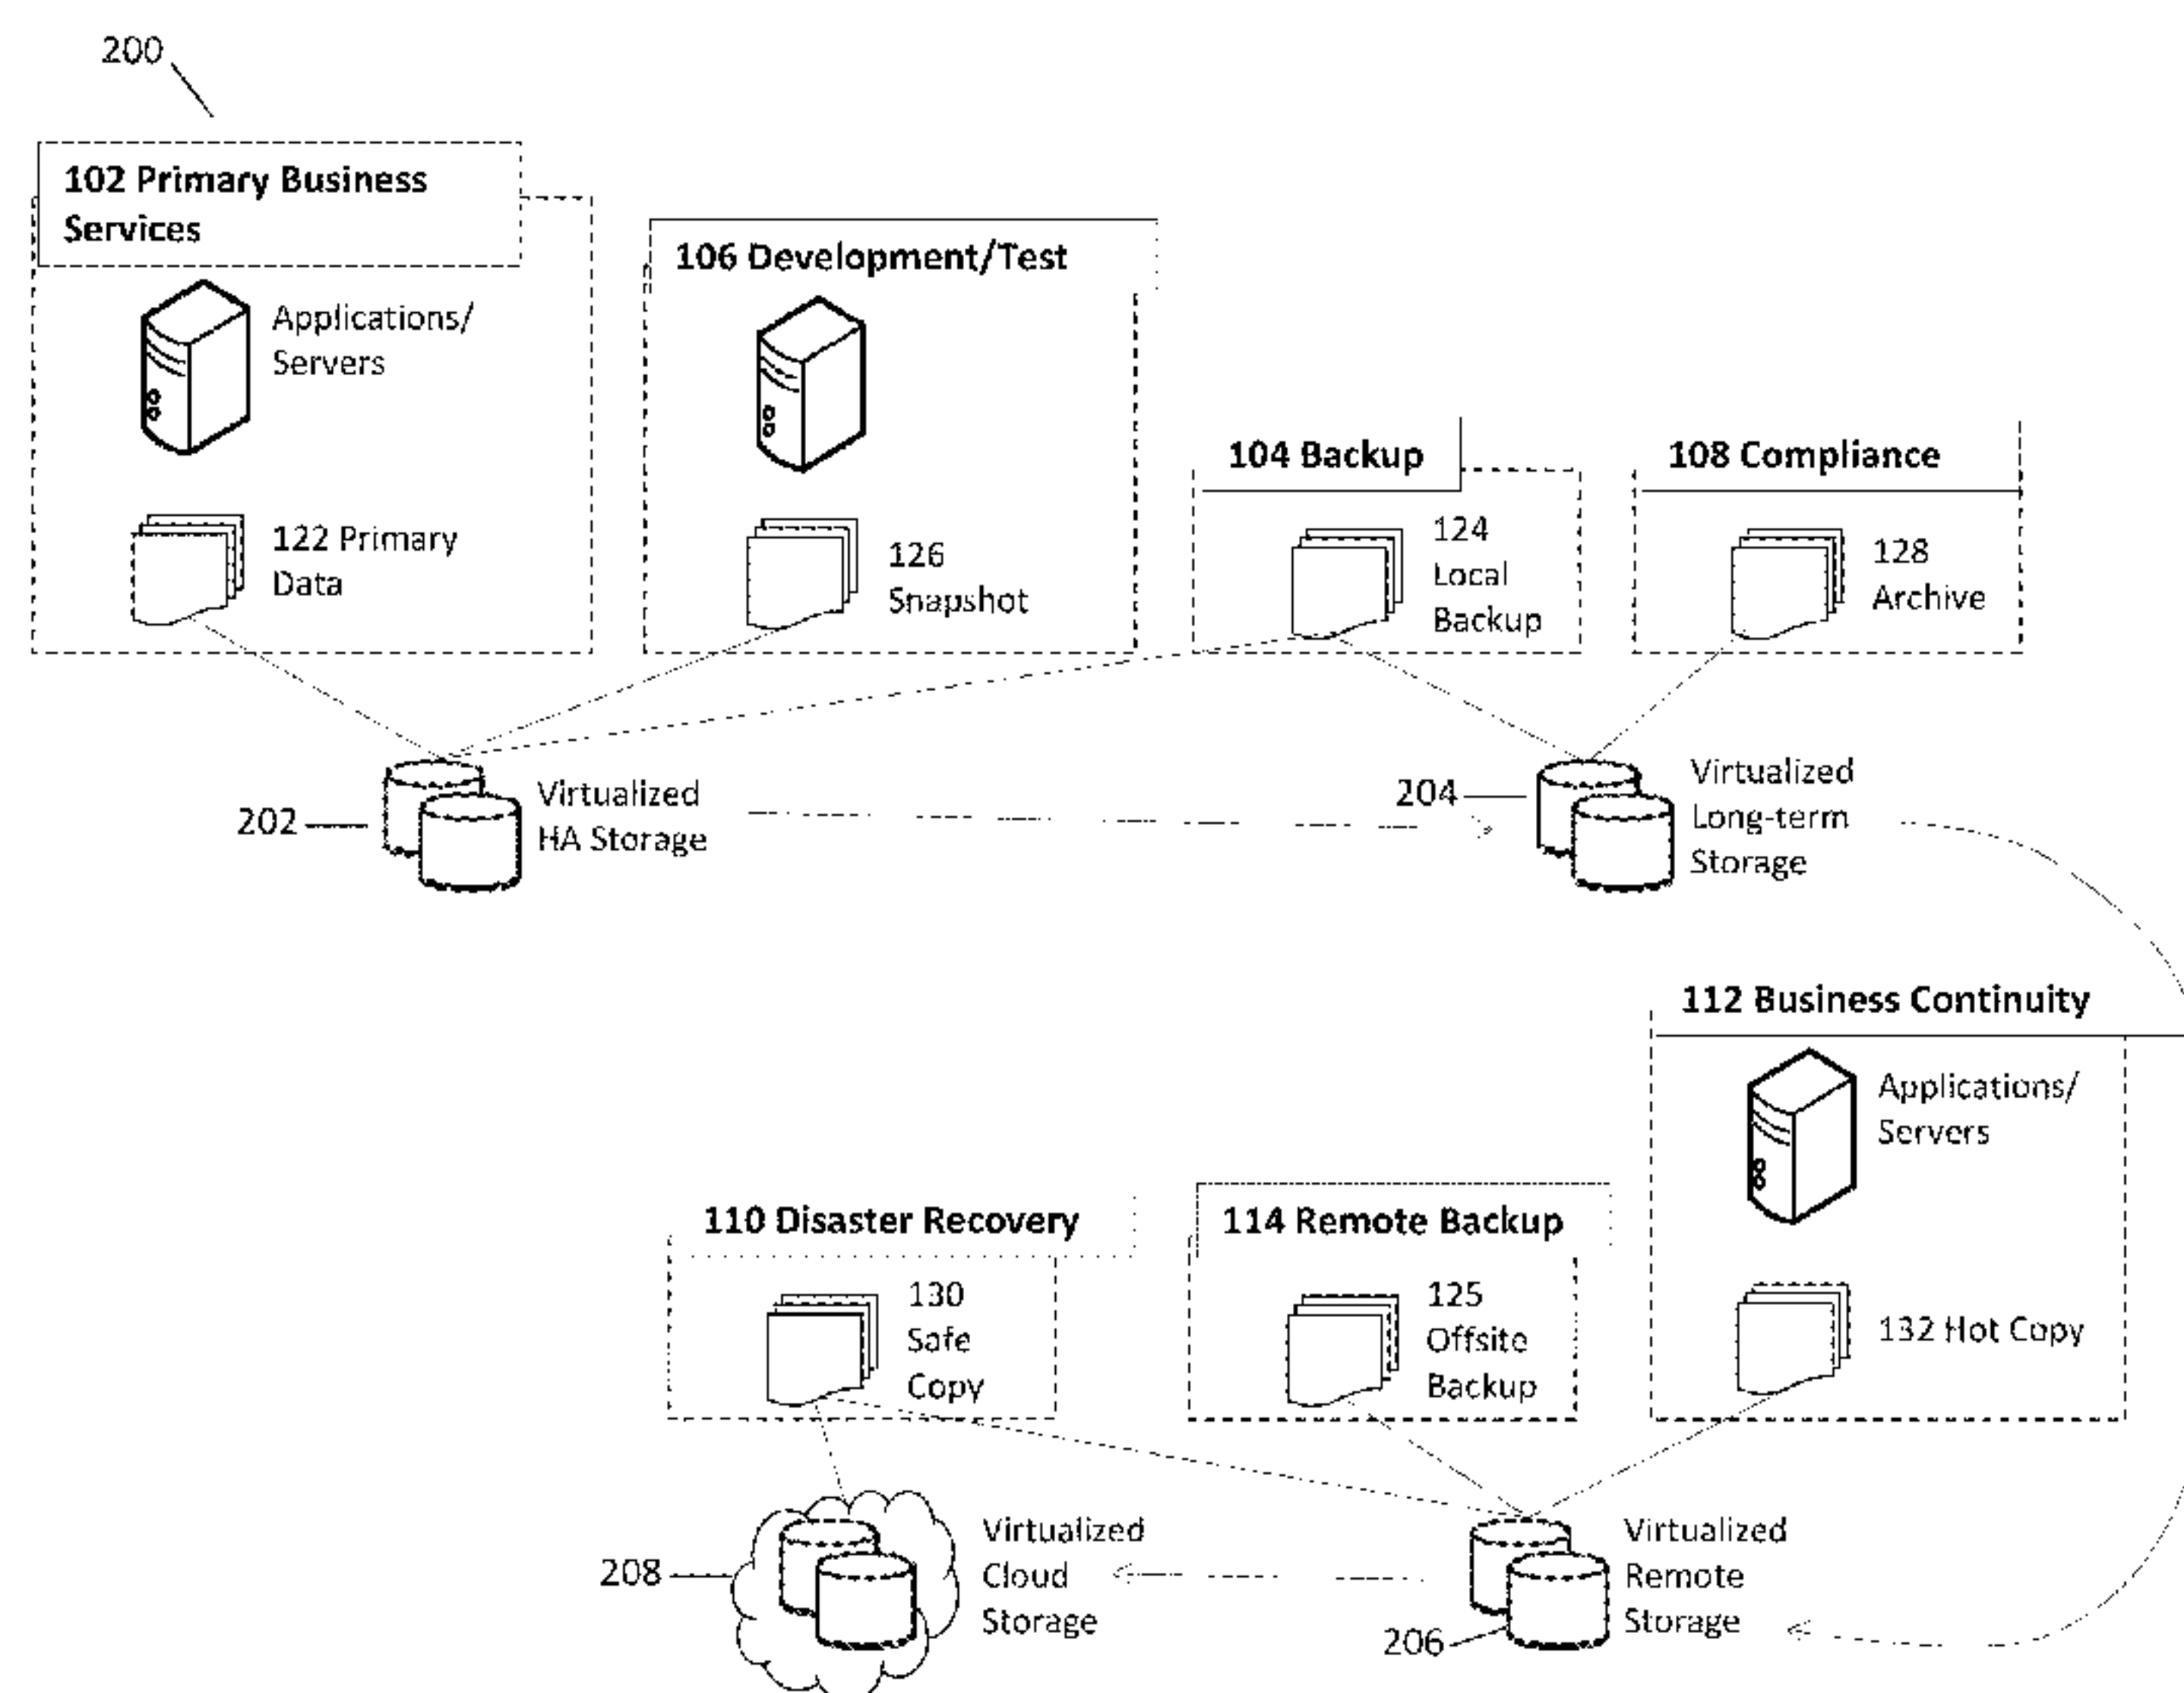 200
102 Primary Business
Services
Applications/
Servers
122 Primary
Data
106 Development/Test
126
Snapshot
104 Backup
124
Local
Backup
108 Compliance
128
Archive
202
Virtualized
HA Storage
204
Virtualized
Long-term
Storage
112 Business Continuity
Applications/
Servers
132 Hot Copy
110 Disaster Recovery
130
Safe
Copy
114 Remote Backup
125
Offsite
Backup
208
Virtualized
Cloud
Storage
206
Virtualized
Remote
Storage